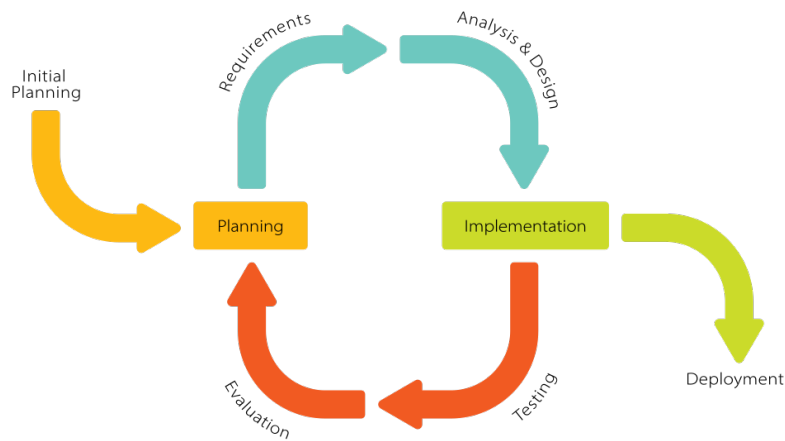 Initial
Planning
Requirements
Analysis & Design
Planning
Implementation
Evaluation
Testing
Deployment